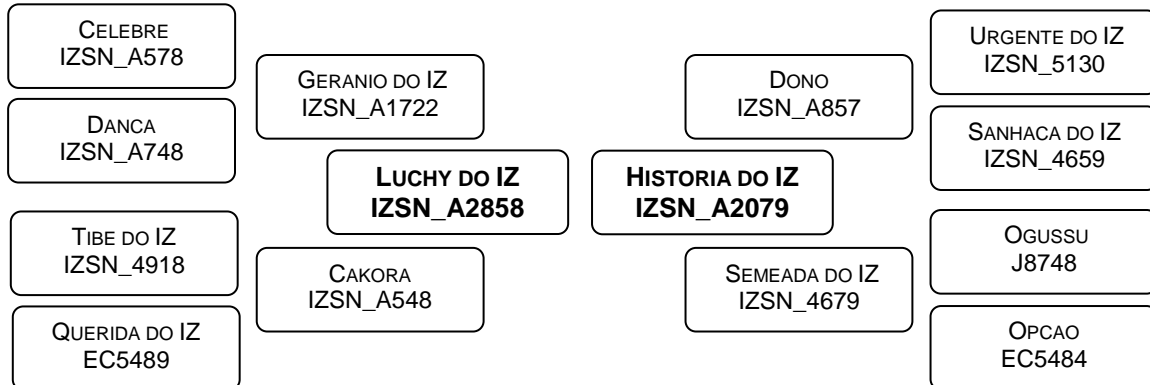 CELEBRE
IZSN_A578
GERANIO DO IZ
IZSN_A1722
DANCA
IZSN_A748
LUCHY DO IZ
IZSN_A2858
TIBE DO IZ
IZSN_4918
CAKORA
IZSN_A548
QUERIDA DO IZ
EC5489
URGENTE DO IZ
IZSN_5130
DONO
IZSN_A857
SANHACA DO IZ
IZSN_4659
HISTORIA DO IZ
IZSN_A2079
OGUSSU
J8748
SEMEADA DO IZ
IZSN_4679
OPCAO
EC5484